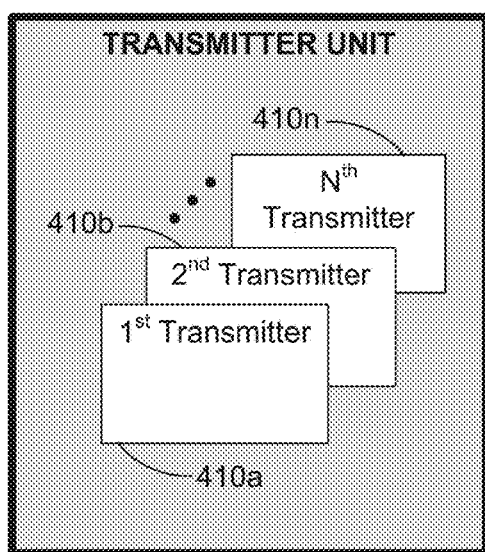 TRANSMITTER UNIT
410n
Nth
Transmitter
410b
2nd Transmitter
1st Transmitter
410a